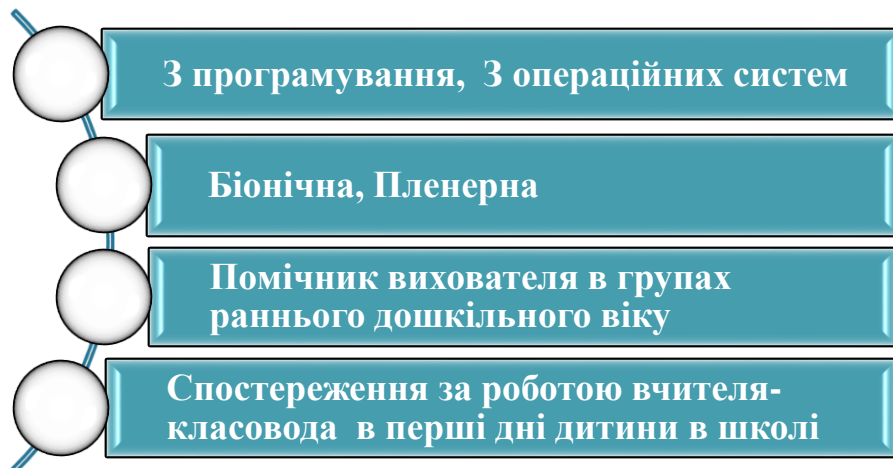 З програмування,  З операційних систем
Біонічна, Пленерна
Помічник вихователя в групах
раннього дошкільного віку
Спостереження за роботою вчителя-
класовода  в перші дні дитини в школі